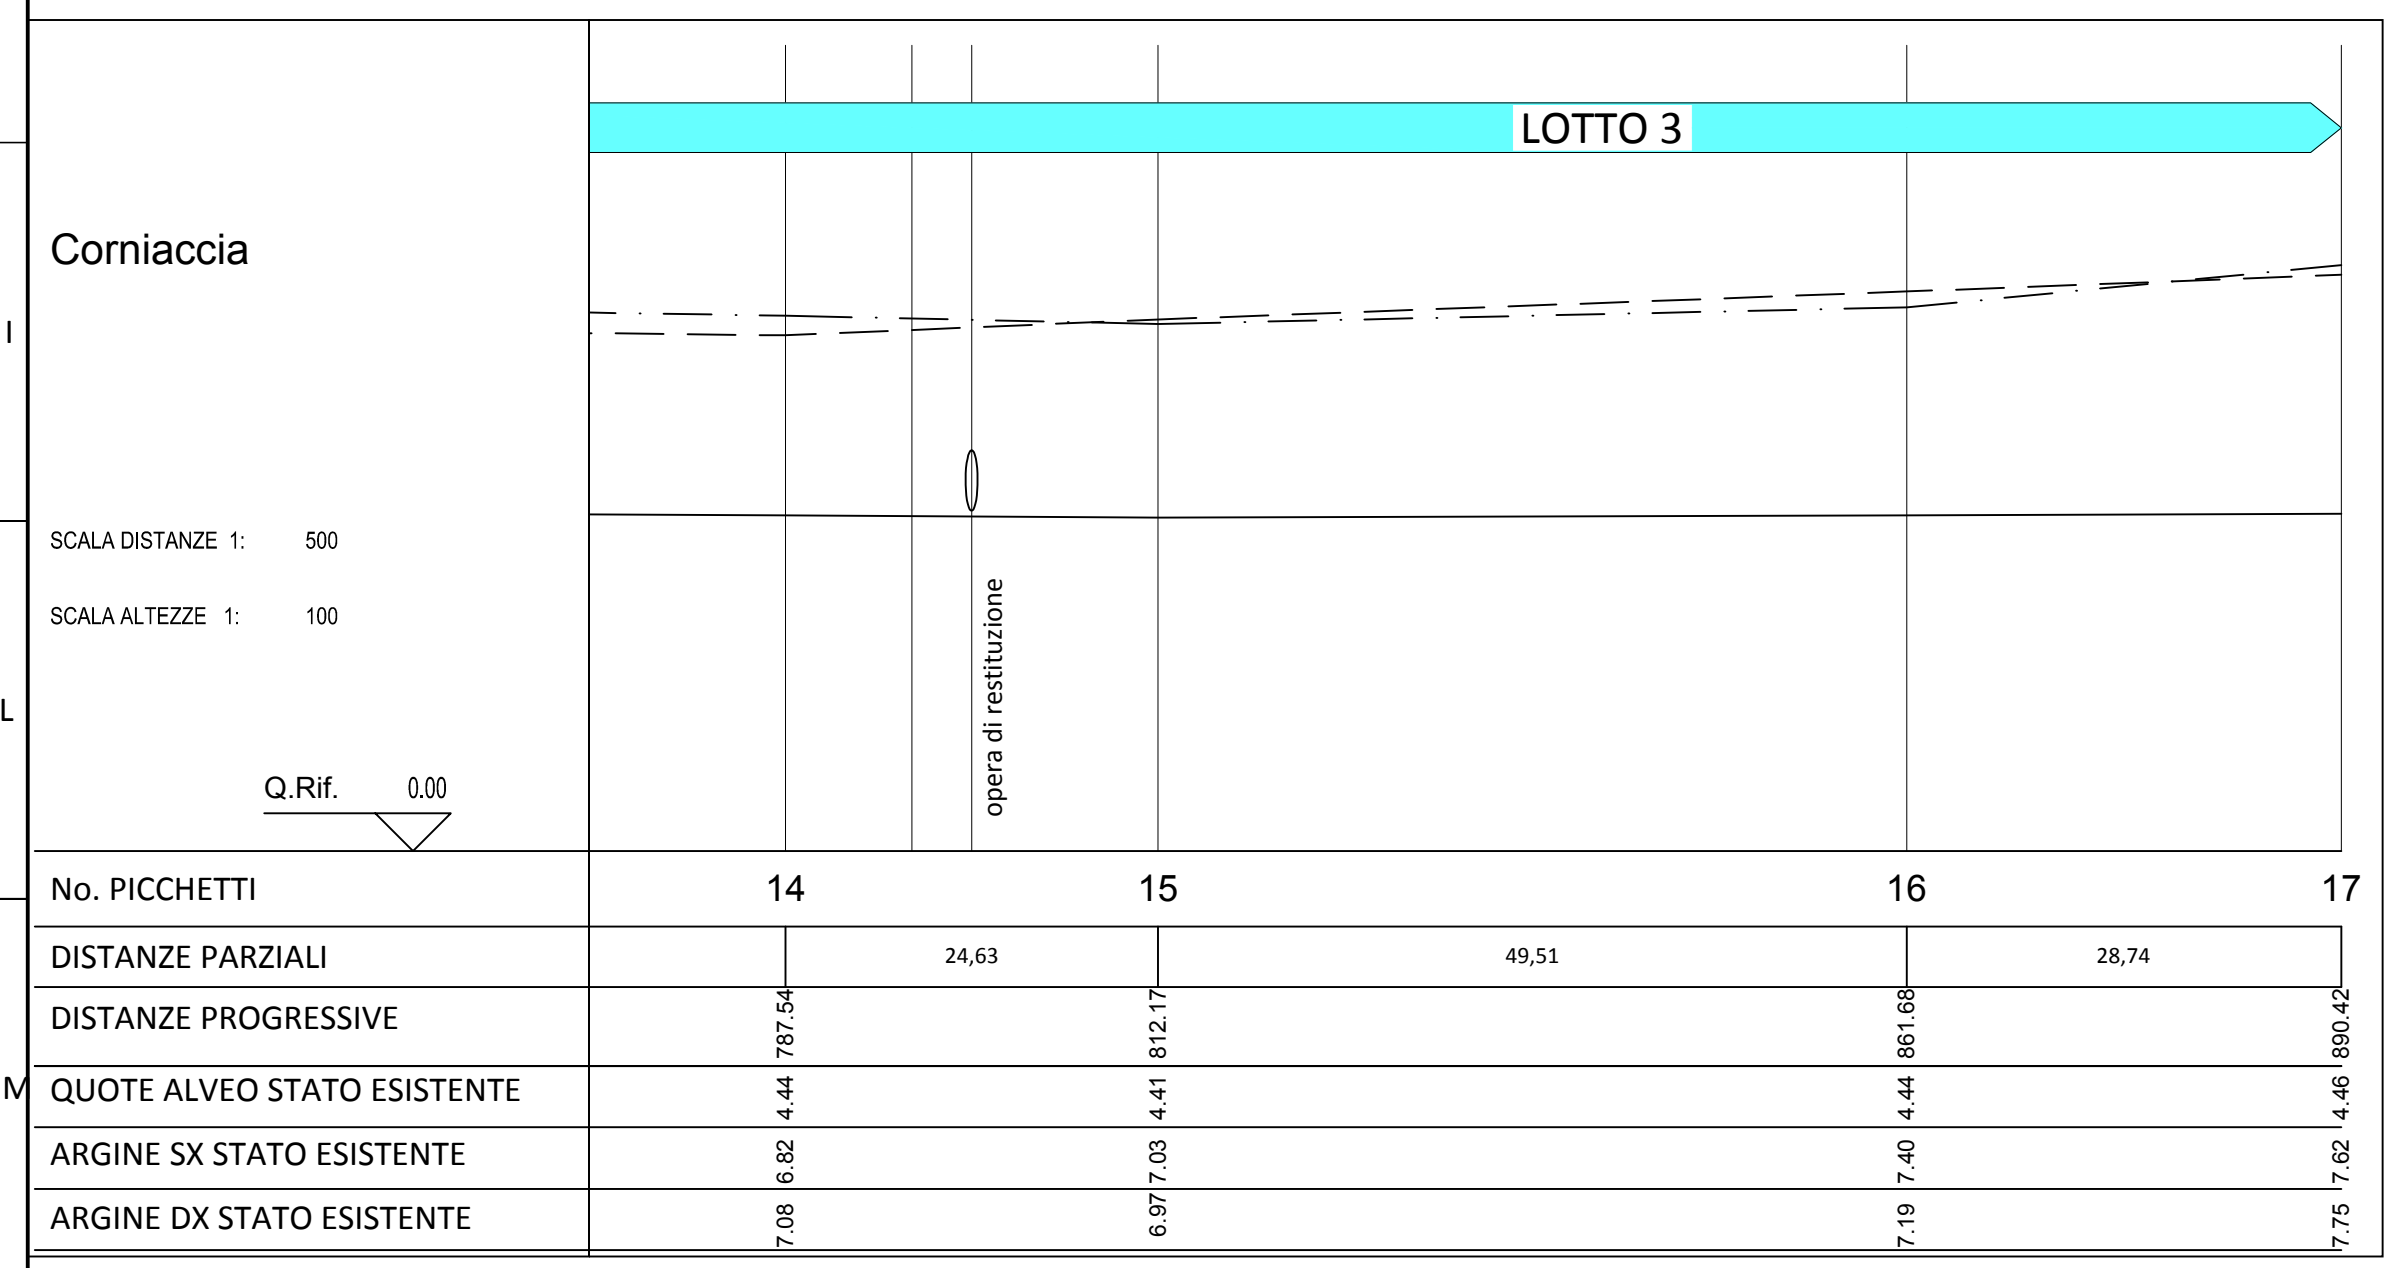 LOTTO 3
Corniaccia
I
SCALA DISTANZE 1: 500
SCALA ALTEZZE 1: 100
opera di restituzione
L
Q.Rif. 0.00
No. PICCHETTI 14 15 16 17
DISTANZE PARZIALI 24,63 49,51 28,74
DISTANZE PROGRESSIVE 787.54 812.17 861.68 890.42
M
QUOTE ALVEO STATO ESISTENTE 4.44 4.41 4.44 4.46
ARGINE SX STATO ESISTENTE 6.82 7.03 7.40 7.62
ARGINE DX STATO ESISTENTE 7.08 6.97 7.19 7.75